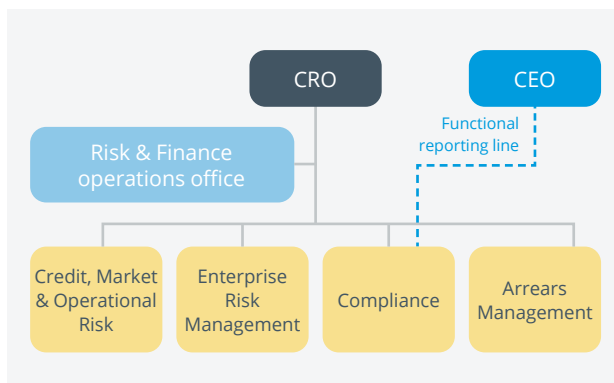 CRO
CEO
Functional
reporting line
Risk & Finance
operations office
Credit, Market
& Operational
Risk
Enterprise
Risk
Management
Compliance
Arrears
Management